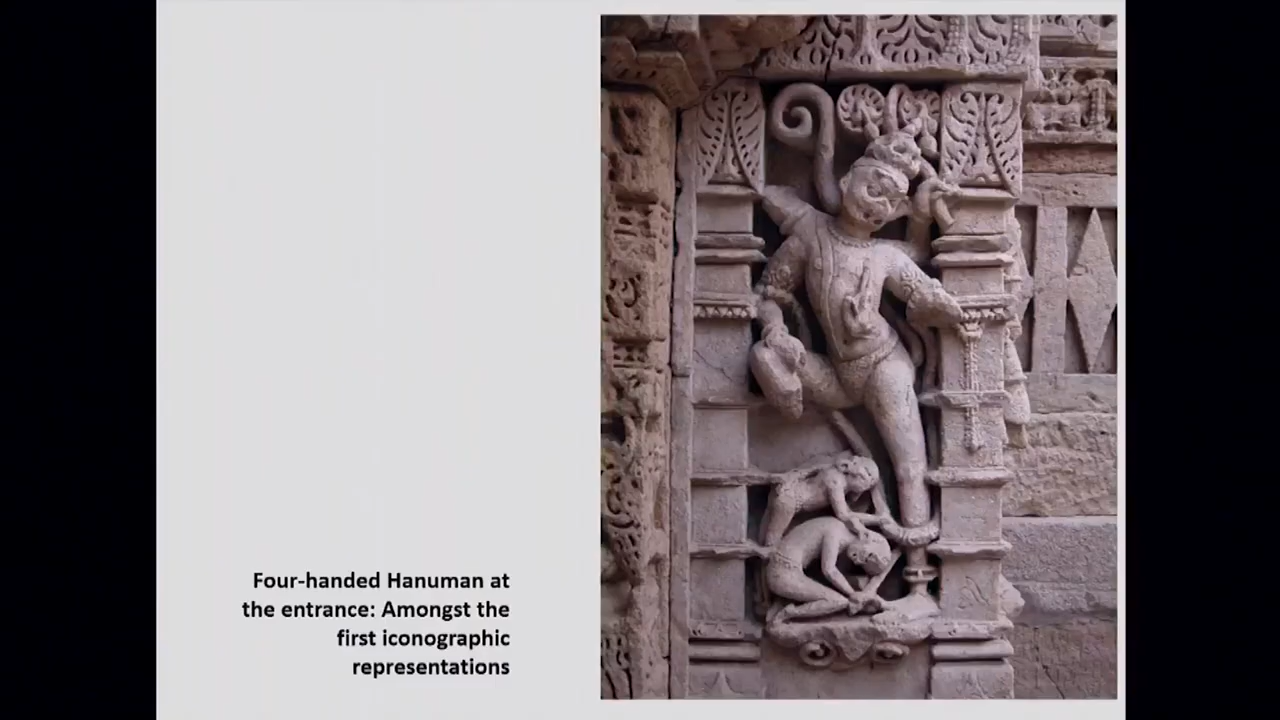 Four-handed Hanuman at
the entrance: Amongst the
first iconographic
representations